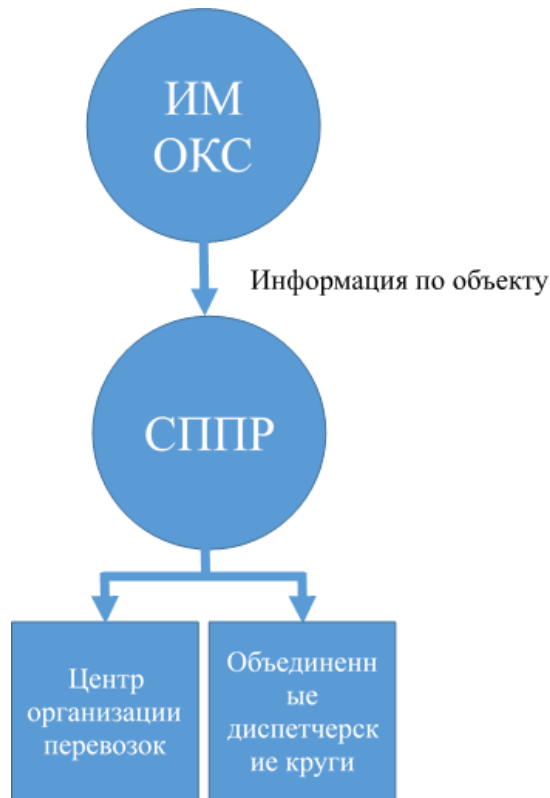 ИМ
ОКС
Информация по объекту
СППР
Центр
организации
перевозок
Объединенн
ые
диспетчерск
ие круги